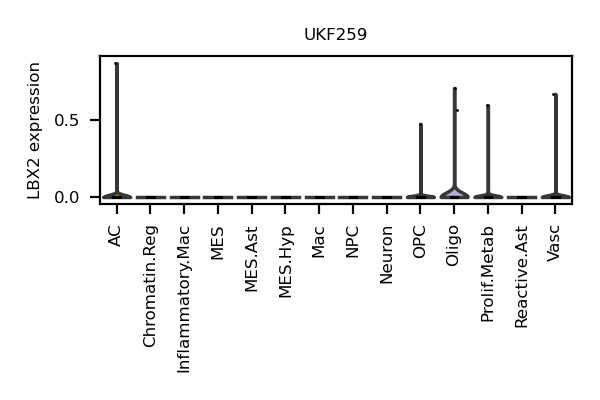 UKF259
LBX2 expression
0.5
0.0
AC
Chromatin.Reg
Inflammatory.Mac
MES
MES.Ast
MES.Hyp
Mac
NPC
Neuron
OPC
Oligo
Prolif.Metab
Reactive.Ast
Vasc